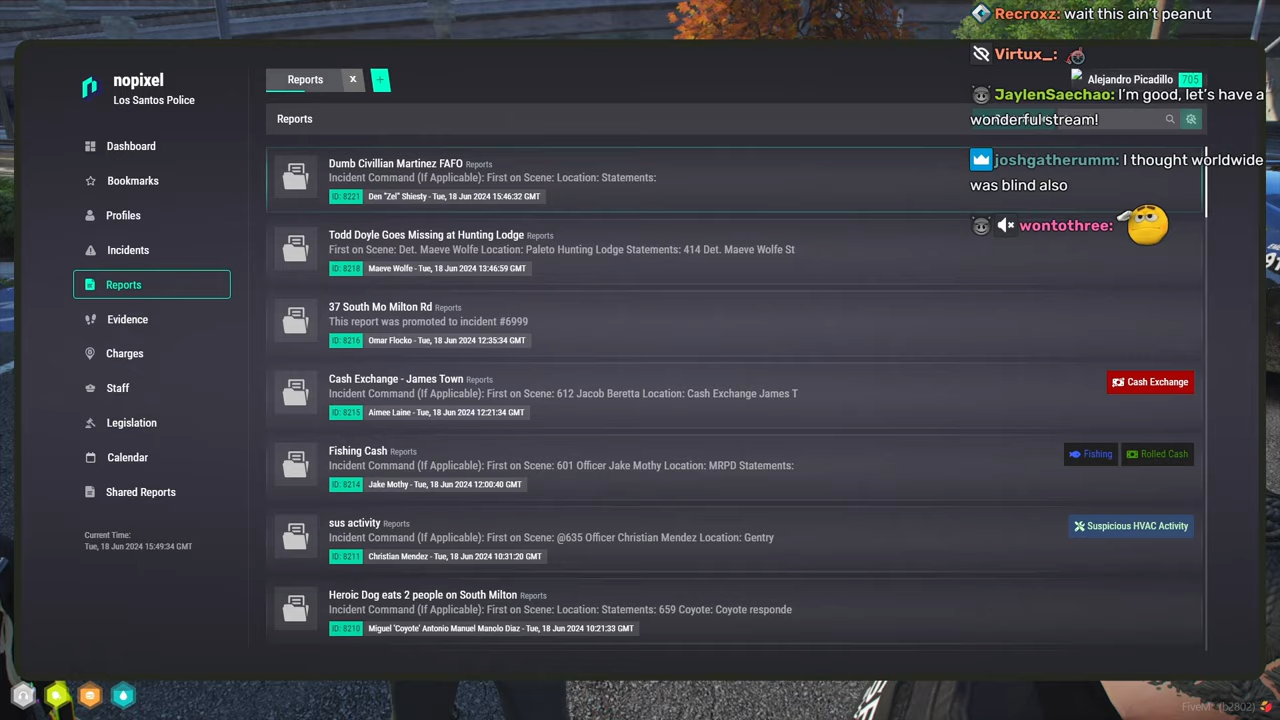 Recroxz: wait this ain't peanut
Virtux_:
nopixel
Los Santos Police
Reports x +
Alejandro Picadillo 705
JaylenSaechao: I'm good, let's have a
wonderful stream!
Reports
joshgatherumm: I thought worldwide
was blind also
wontothree:
Dashboard
Bookmarks
Profiles
Incidents
Reports
Evidence
Charges
Staff
Legislation
Calendar
Shared Reports
Current Time:
Tue, 18 Jun 2024 15:49:34 GMT
Dumb Civillian Martinez FAFO Reports
Incident Command (If Applicable): First on Scene: Location: Statements:
ID: 8221 Den "Zel" Shiesty - Tue, 18 Jun 2024 15:46:32 GMT
Todd Doyle Goes Missing at Hunting Lodge Reports
First on Scene: Det. Maeve Wolfe Location: Paleto Hunting Lodge Statements: 414 Det. Maeve Wolfe St
ID: 8218 Maeve Wolfe - Tue, 18 Jun 2024 13:46:59 GMT
37 South Mo Milton Rd Reports
This report was promoted to incident #6999
ID: 8216 Omar Flocko - Tue, 18 Jun 2024 12:35:34 GMT
Cash Exchange - James Town Reports
Incident Command (If Applicable): First on Scene: 612 Jacob Beretta Location: Cash Exchange James T
ID: 8215 Aimee Laine - Tue, 18 Jun 2024 12:21:34 GMT
Cash Exchange
Fishing Cash Reports
Incident Command (If Applicable): First on Scene: 601 Officer Jake Mothy Location: MRPD Statements:
ID: 8214 Jake Mothy - Tue, 18 Jun 2024 12:00:40 GMT
Fishing Rolled Cash
sus activity Reports
Incident Command (If Applicable): First on Scene: @635 Officer Christian Mendez Location: Gentry
ID: 8211 Christian Mendez - Tue, 18 Jun 2024 10:31:20 GMT
Suspicious HVAC Activity
Heroic Dog eats 2 people on South Milton Reports
Incident Command (If Applicable): First on Scene: Location: Statements: 659 Coyote: Coyote responde
ID: 8210 Miguel 'Coyote' Antonio Manuel Manolo Diaz - Tue, 18 Jun 2024 10:21:33 GMT
FiveM (b2802)